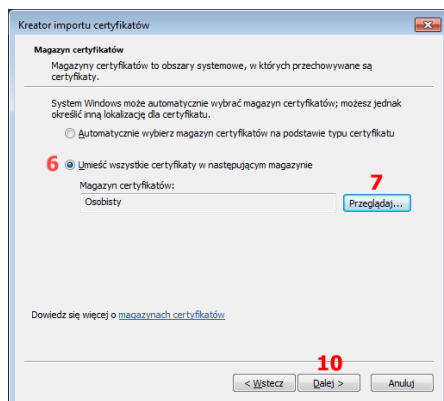 Kreator importu certyfikatów
Magazyn certyfikatów
Magazyny certyfikatów to obszary systemowe, w których przechowywane są
certyfikaty.
System Windows może automatycznie wybrać magazyn certyfikatów; możesz jednak
określić inną lokalizację dla certyfikatu.
Automatycznie wybierz magazyn certyfikatów na podstawie typu certyfikatu
6 Umieść wszystkie certyfikaty w następującym magazynie
Magazyn certyfikatów:
7
Osobisty Przeglądaj...
Dowiedz się więcej o magazynach certyfikatów
10
< Wstecz Dalej > Anuluj